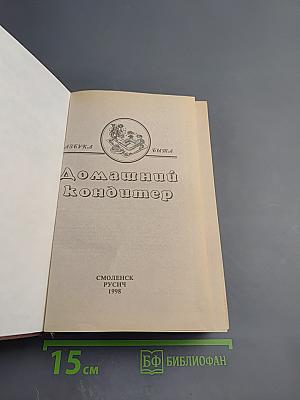 АЗБУКА БЫТА
Домашний
кондитер
СМОЛЕНСК
РУСИЧ
1998
15 см
БФ БИБЛИОФАН